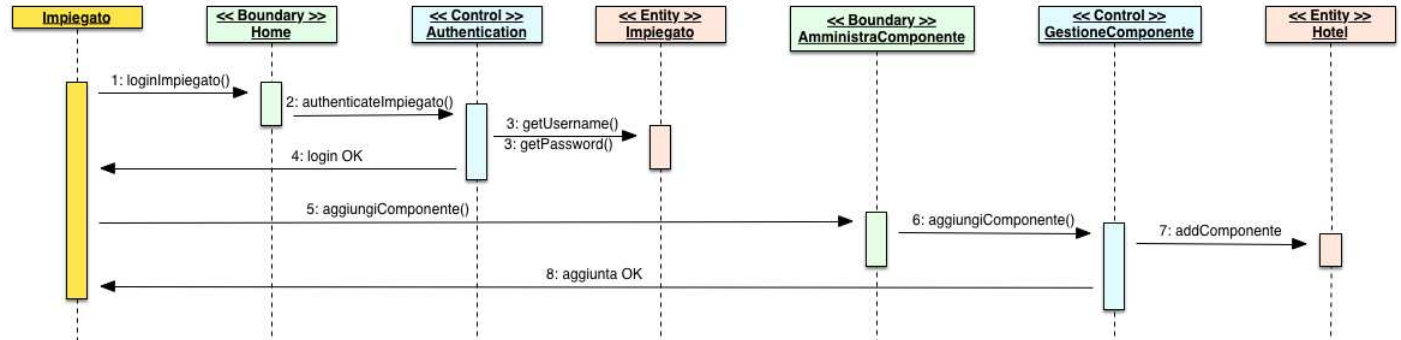 Impiegato
<< Boundary >>
Home
<< Control >>
Authentication
<< Entity >>
Impiegato
<< Boundary >>
AmministraComponente
<< Control >>
GestioneComponente
<< Entity >>
Hotel
1: loginImpiegato()
2: authenticateImpiegato()
3: getUsername()
3: getPassword()
4: login OK
5: aggiungiComponente()
6: aggiungiComponente()
7: addComponente
8: aggiunta OK